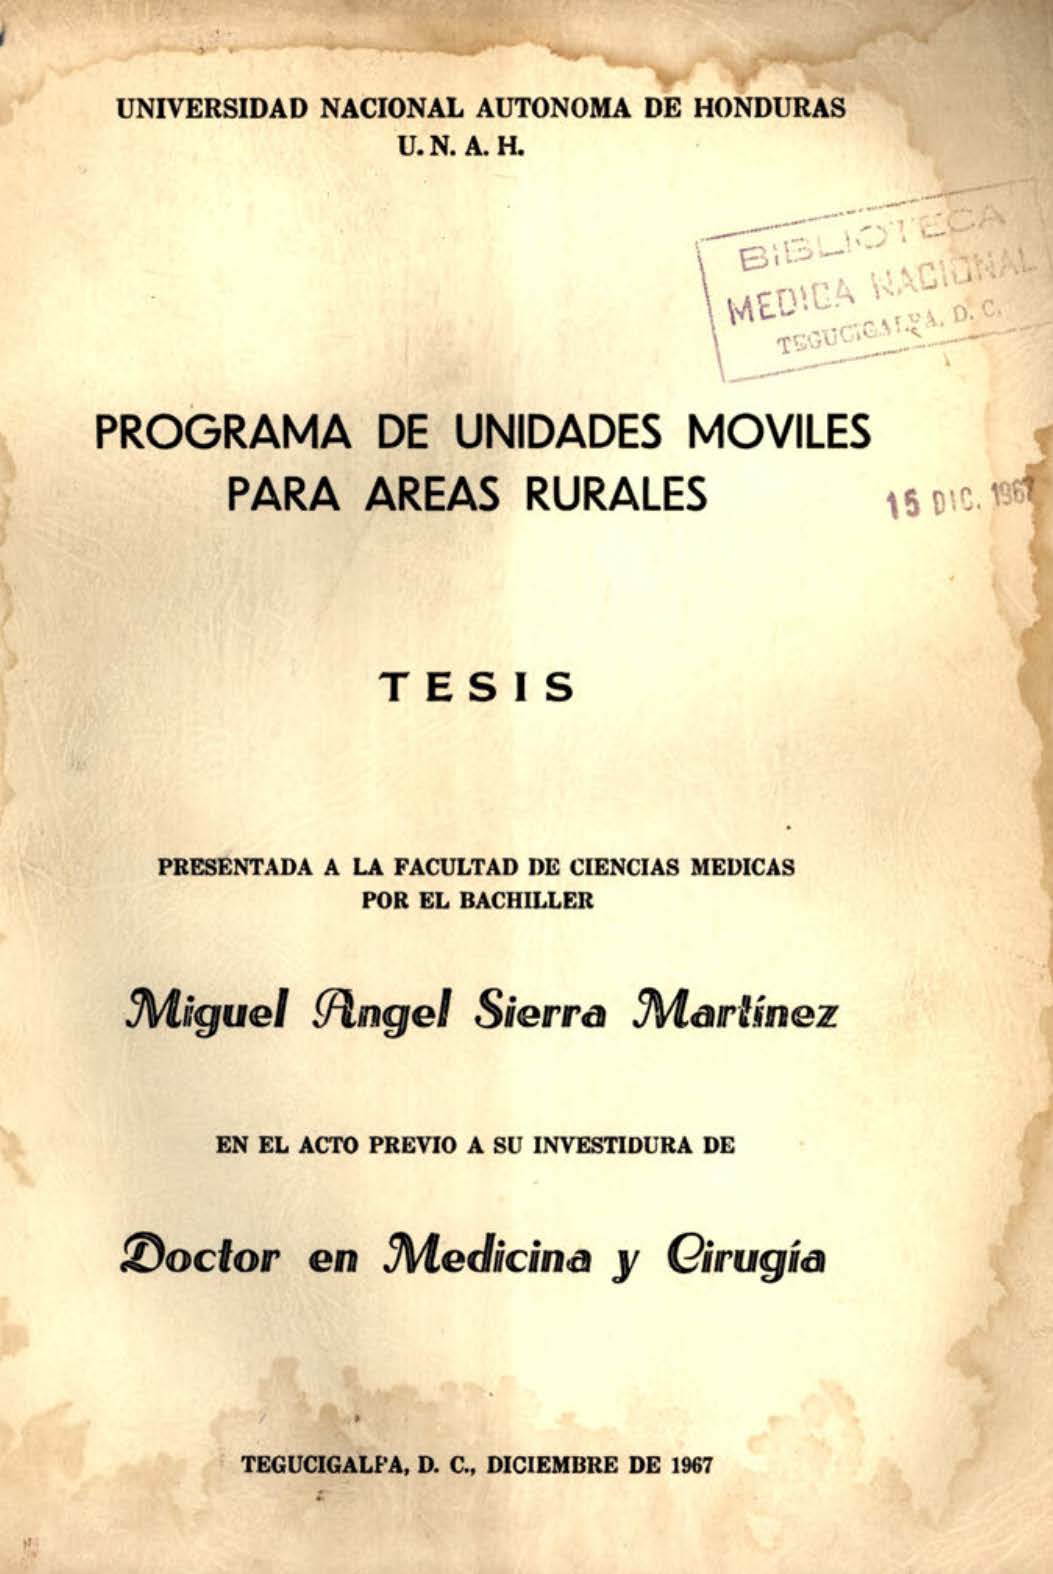 UNIVERSIDAD NACIONAL AUTONOMA DE HONDURAS
U. N. A. H.
BIBLIOTECA
MEDICA NACIONAL
TEGUCIGALPA, D. C.
PROGRAMA DE UNIDADES MOVILES
PARA AREAS RURALES
15 DIC. 1967
TESIS
PRESENTADA A LA FACULTAD DE CIENCIAS MEDICAS
POR EL BACHILLER
Miguel Angel Sierra Martínez
EN EL ACTO PREVIO A SU INVESTIDURA DE
Doctor en Medicina y Cirugía
TEGUCIGALPA, D. C., DICIEMBRE DE 1967